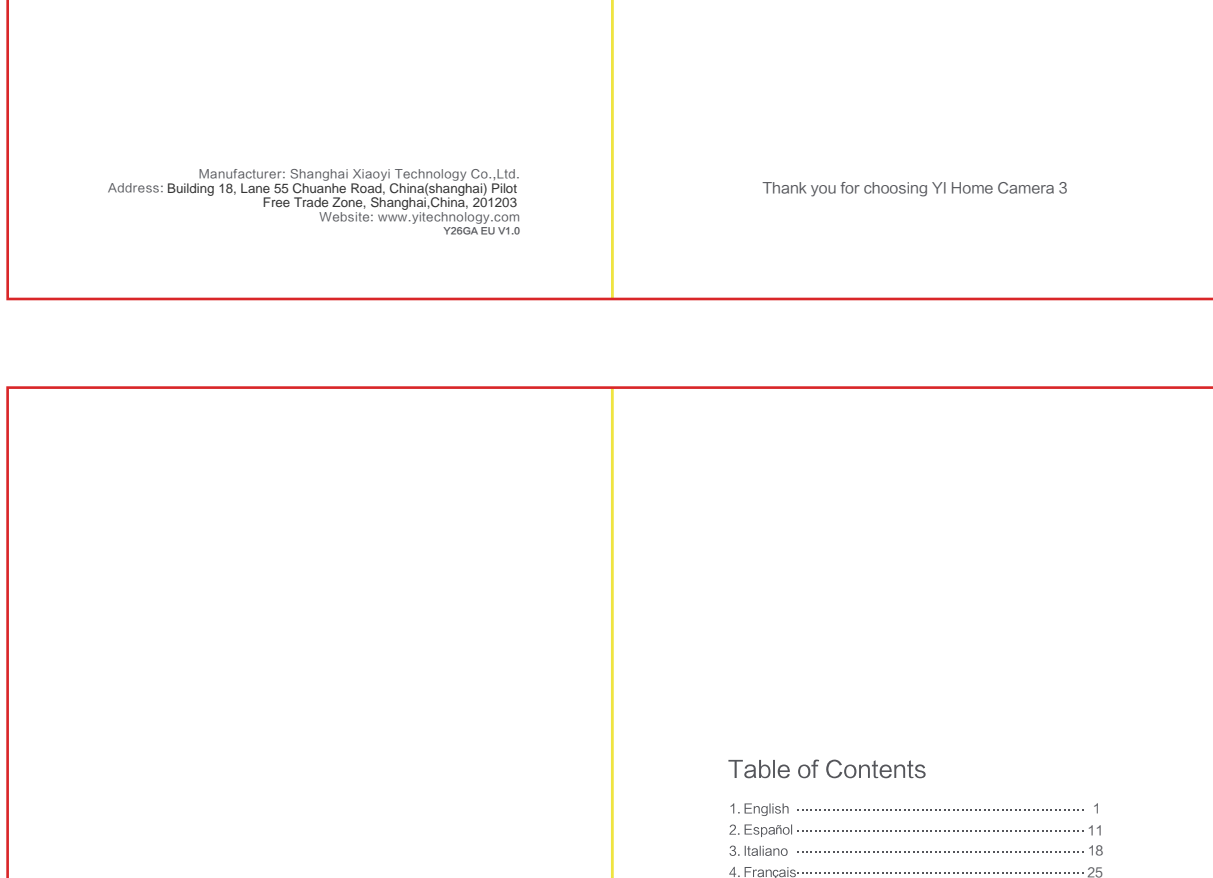 Manufacturer: Shanghai Xiaoyi Technology Co.,Ltd.
Address: Building 18, Lane 55 Chuanhe Road, China(shanghai) Pilot
Free Trade Zone, Shanghai,China, 201203
Website: www.yitechnology.com
Y26GA EU V1.0
Thank you for choosing YI Home Camera 3
Table of Contents
1. English 1
2. Español 11
3. Italiano 18
4. Français 25